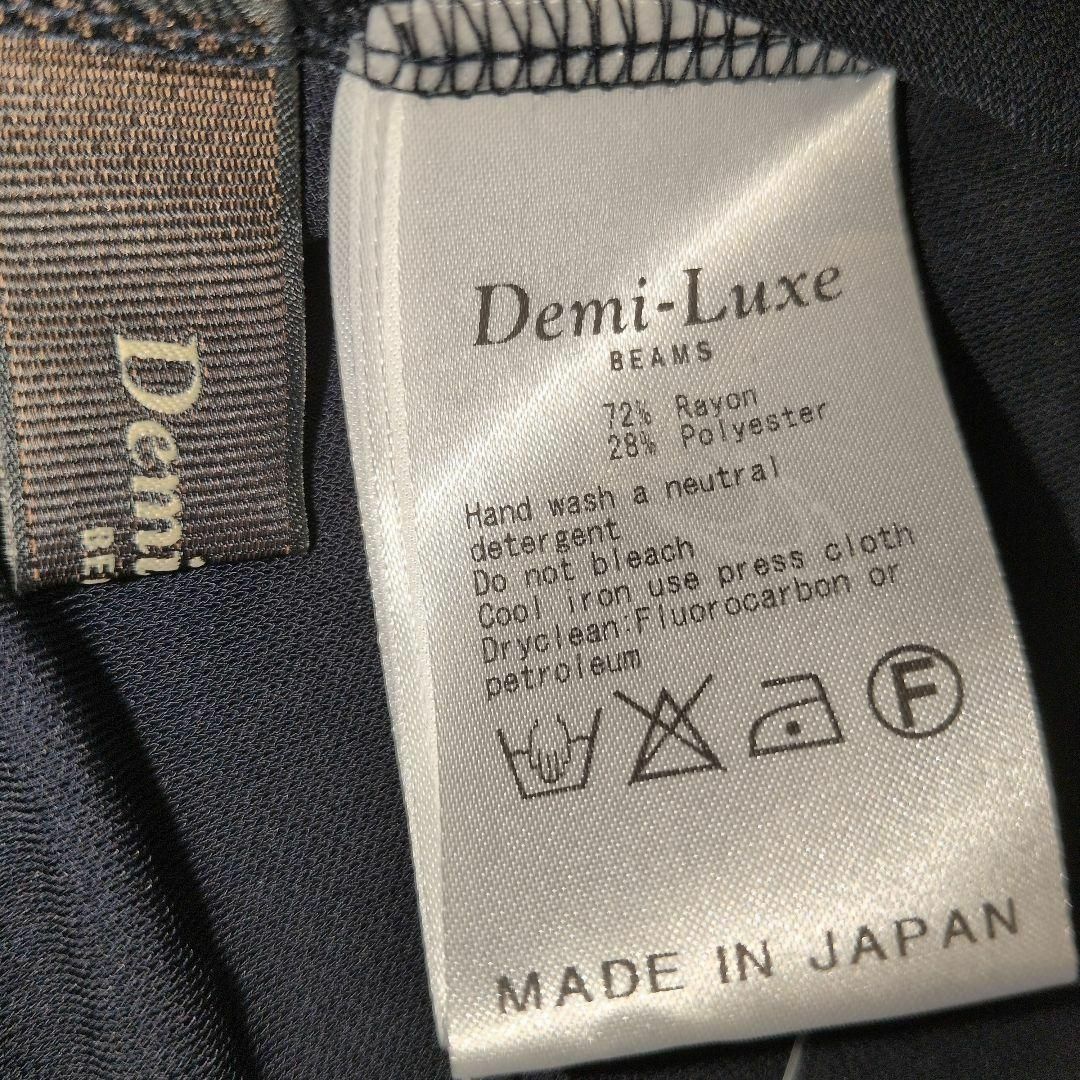 Demi
Demi-Luxe
BEAMS
72% Rayon
28% Polyester
Hand wash a neutral
detergent
Do not bleach
Cool iron use press cloth
Dryclean:Fluorocarbon or
petroleum
F
MADE IN JAPAN